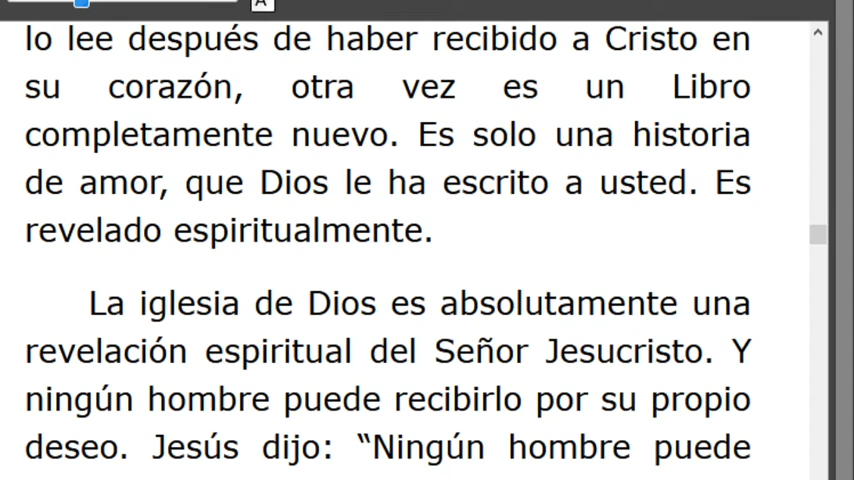 A
lo lee después de haber recibido a Cristo en
su corazón, otra vez es un Libro
completamente nuevo. Es solo una historia
de amor, que Dios le ha escrito a usted. Es
revelado espiritualmente.
La iglesia de Dios es absolutamente una
revelación espiritual del Señor Jesucristo. Y
ningún hombre puede recibirlo por su propio
deseo. Jesús dijo: “Ningún hombre puede